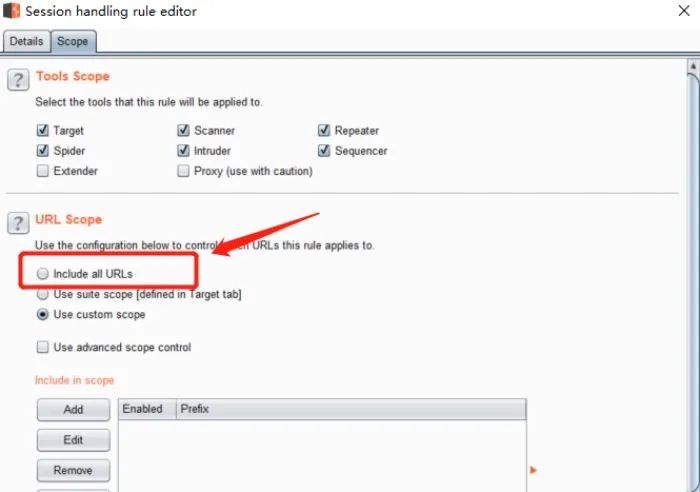 Session handling rule editor
Details Scope
? Tools Scope
Select the tools that this rule will be applied to.
Target Scanner Repeater
Spider Intruder Sequencer
Extender Proxy (use with caution)
? URL Scope
Use the configuration below to control URLs this rule applies to.
Include all URLs
Use suite scope [defined in Target tab]
Use custom scope
Use advanced scope control
Include in scope
Add Enabled Prefix
Edit
Remove